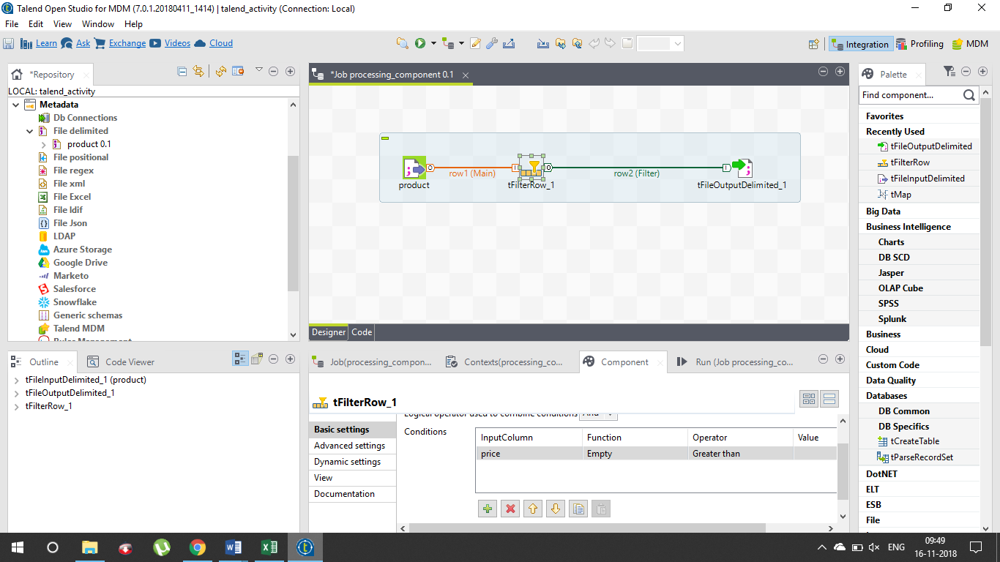 Talend Open Studio for MDM (7.0.1.20180411_1414) | talend_activity (Connection: Local)
File Edit View Window Help
Learn Ask Exchange Videos Cloud
Integration Profiling MDM
*Repository
LOCAL: talend_activity
Metadata
Db Connections
File delimited
product 0.1
File positional
File regex
File xml
File Excel
File ldif
File Json
LDAP
Azure Storage
Google Drive
Marketo
Salesforce
Snowflake
Generic schemas
Talend MDM
Rules Management
*Job processing_component 0.1
row1 (Main)
row2 (Filter)
product
tFilterRow_1
tFileOutputDelimited_1
Designer Code
Palette
Find component...
Favorites
Recently Used
tFileOutputDelimited
tFilterRow
tFileInputDelimited
tMap
Big Data
Business Intelligence
Charts
DB SCD
Jasper
OLAP Cube
SPSS
Splunk
Business
Cloud
Custom Code
Data Quality
Databases
DB Common
DB Specifics
tCreateTable
tParseRecordSet
DotNET
ELT
ESB
File
Outline Code Viewer
tFileInputDelimited_1 (product)
tFileOutputDelimited_1
tFilterRow_1
Job(processing_compon... Contexts(processing_co... Component Run (Job processing_co...
tFilterRow_1
Basic settings
Advanced settings
Dynamic settings
View
Documentation
Logical operator used to combine conditions And
Conditions
InputColumn Function Operator Value
price Empty Greater than
ENG
09:49
16-11-2018